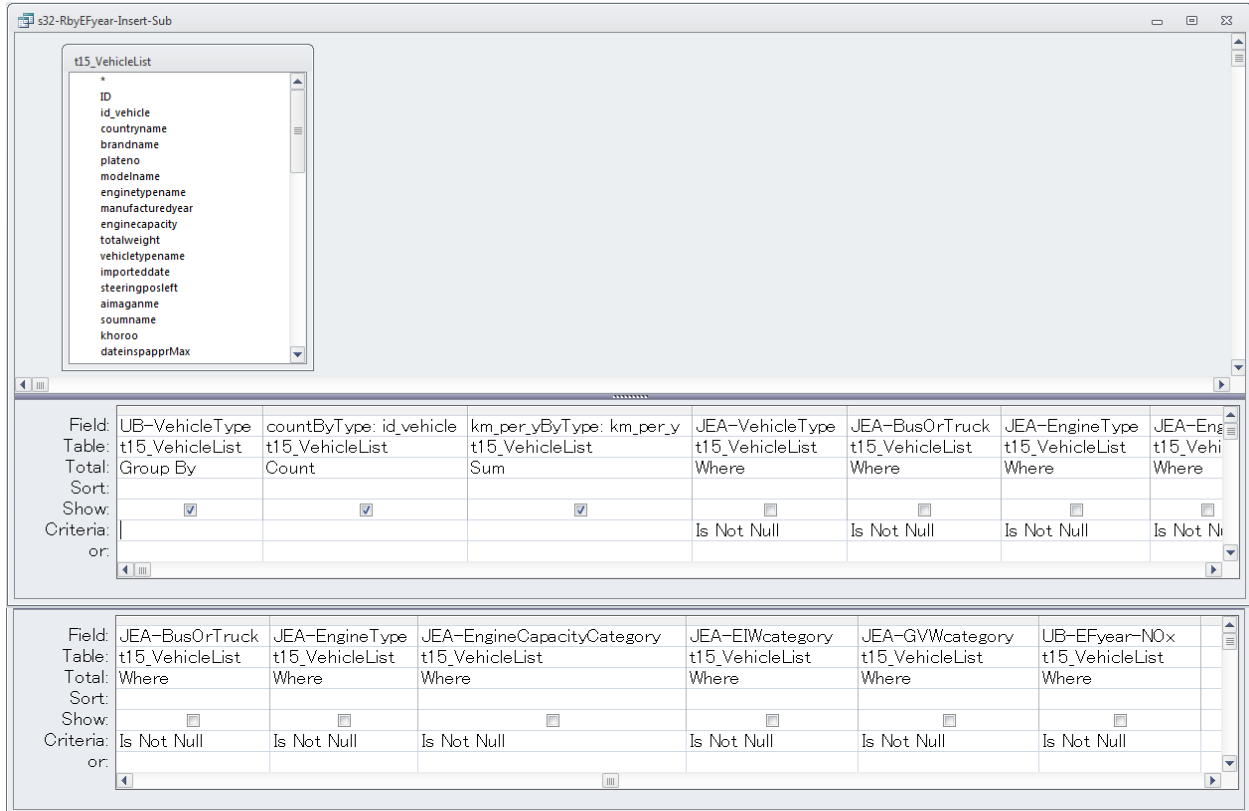 s32-RbyEFyear-Insert-Sub
t15_VehicleList
*
ID
id_vehicle
countryname
brandname
plateno
modelname
enginetypename
manufacturedyear
enginecapacity
totalweight
vehicletypename
importeddate
steeringposleft
aimaganme
soumname
khoroo
dateinspapprMax
Field: UB-VehicleType countByType: id_vehicle km_per_yByType: km_per_y JEA-VehicleType JEA-BusOrTruck JEA-EngineType JEA-Eng
Table: t15_VehicleList t15_VehicleList t15_VehicleList t15_VehicleList t15_VehicleList t15_VehicleList t15_Vehi
Total: Group By Count Sum Where Where Where Where
Sort:
Show:
Criteria: Is Not Null Is Not Null Is Not Null Is Not Nu
or:
Field: JEA-BusOrTruck JEA-EngineType JEA-EngineCapacityCategory JEA-EIWcategory JEA-GVWcategory UB-EFyear-NOx
Table: t15_VehicleList t15_VehicleList t15_VehicleList t15_VehicleList t15_VehicleList t15_VehicleList
Total: Where Where Where Where Where Where
Sort:
Show:
Criteria: Is Not Null Is Not Null Is Not Null Is Not Null Is Not Null Is Not Null
or: